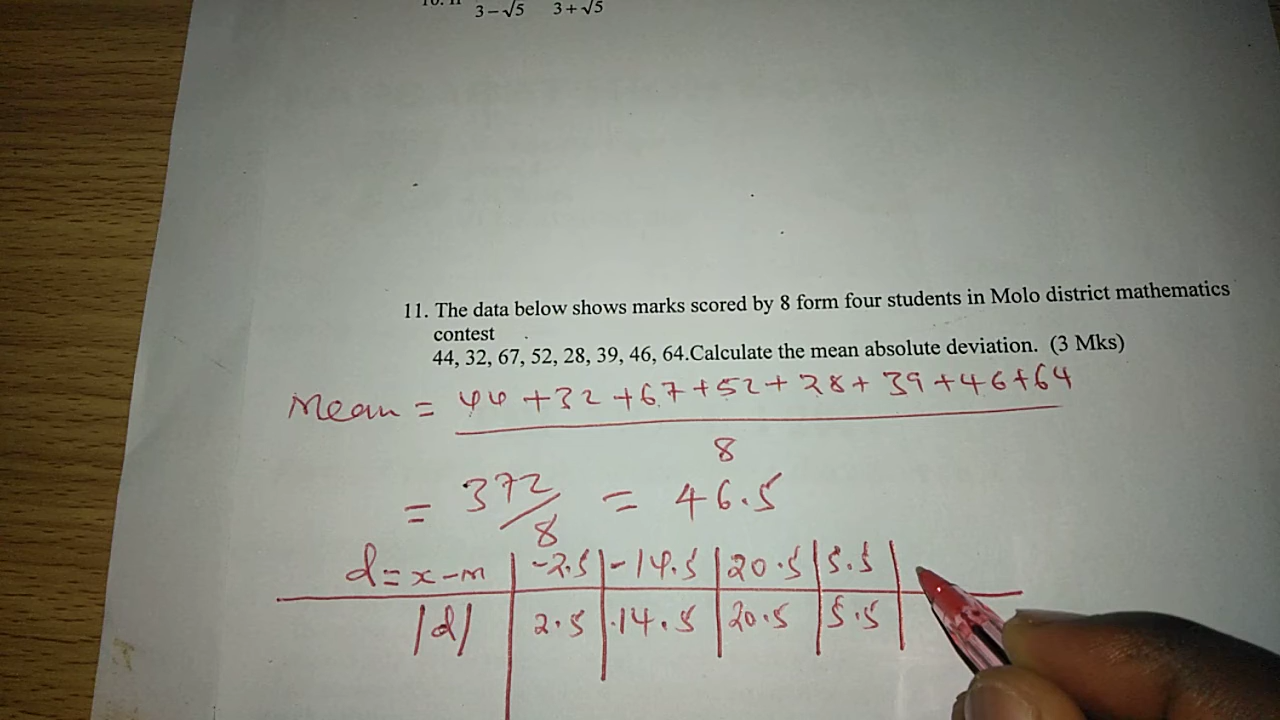 3−√5 3+√5
11. The data below shows marks scored by 8 form four students in Molo district mathematics
contest
44, 32, 67, 52, 28, 39, 46, 64.Calculate the mean absolute deviation. (3 Mks)
Mean = 44 +32 +67+52+ 28+ 39 +46+64
8
= 372/8 = 46.5
d=x-m | -2.5 | -14.5 | 20.5 | 5.5 |
|d| 2.5 | 14.5 | 20.5 | 5.5 |